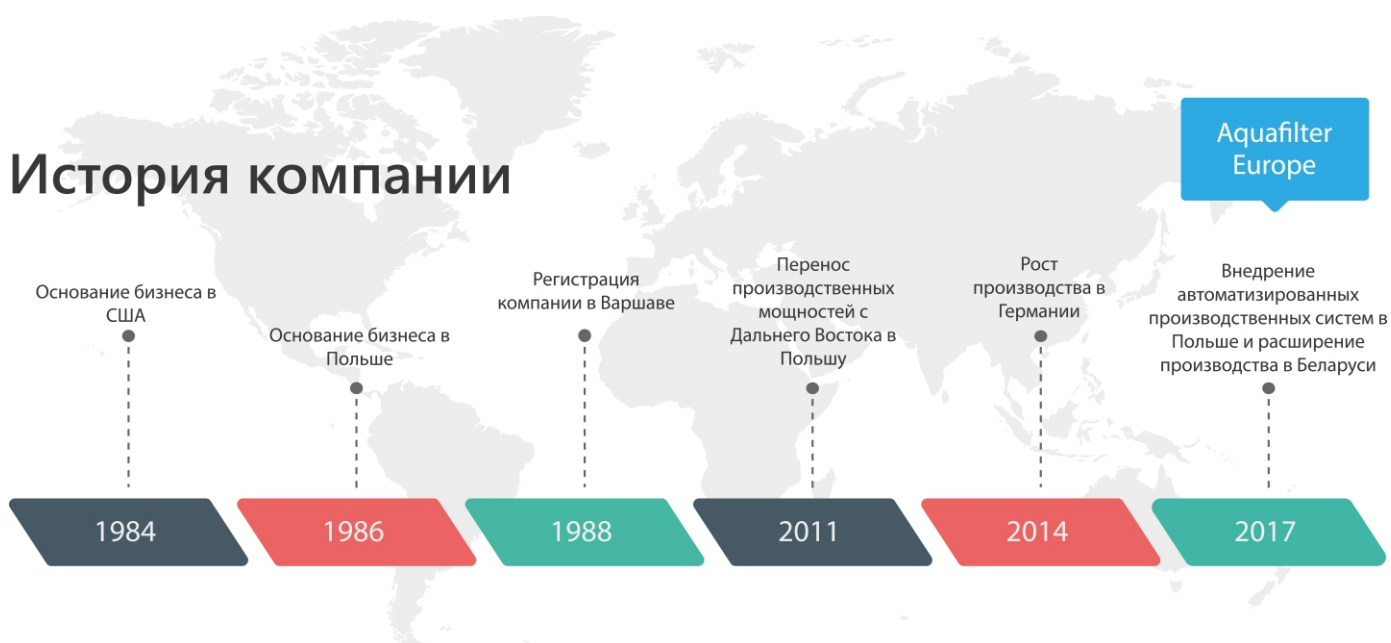 История компании
Aquafilter
Europe
Основание бизнеса в
США
Основание бизнеса в
Польше
Регистрация
компании в Варшаве
Перенос
производственных
мощностей с
Дальнего Востока в
Польшу
Рост
производства в
Германии
Внедрение
автоматизированных
производственных систем в
Польше и расширение
производства в Беларуси
1984
1986
1988
2011
2014
2017